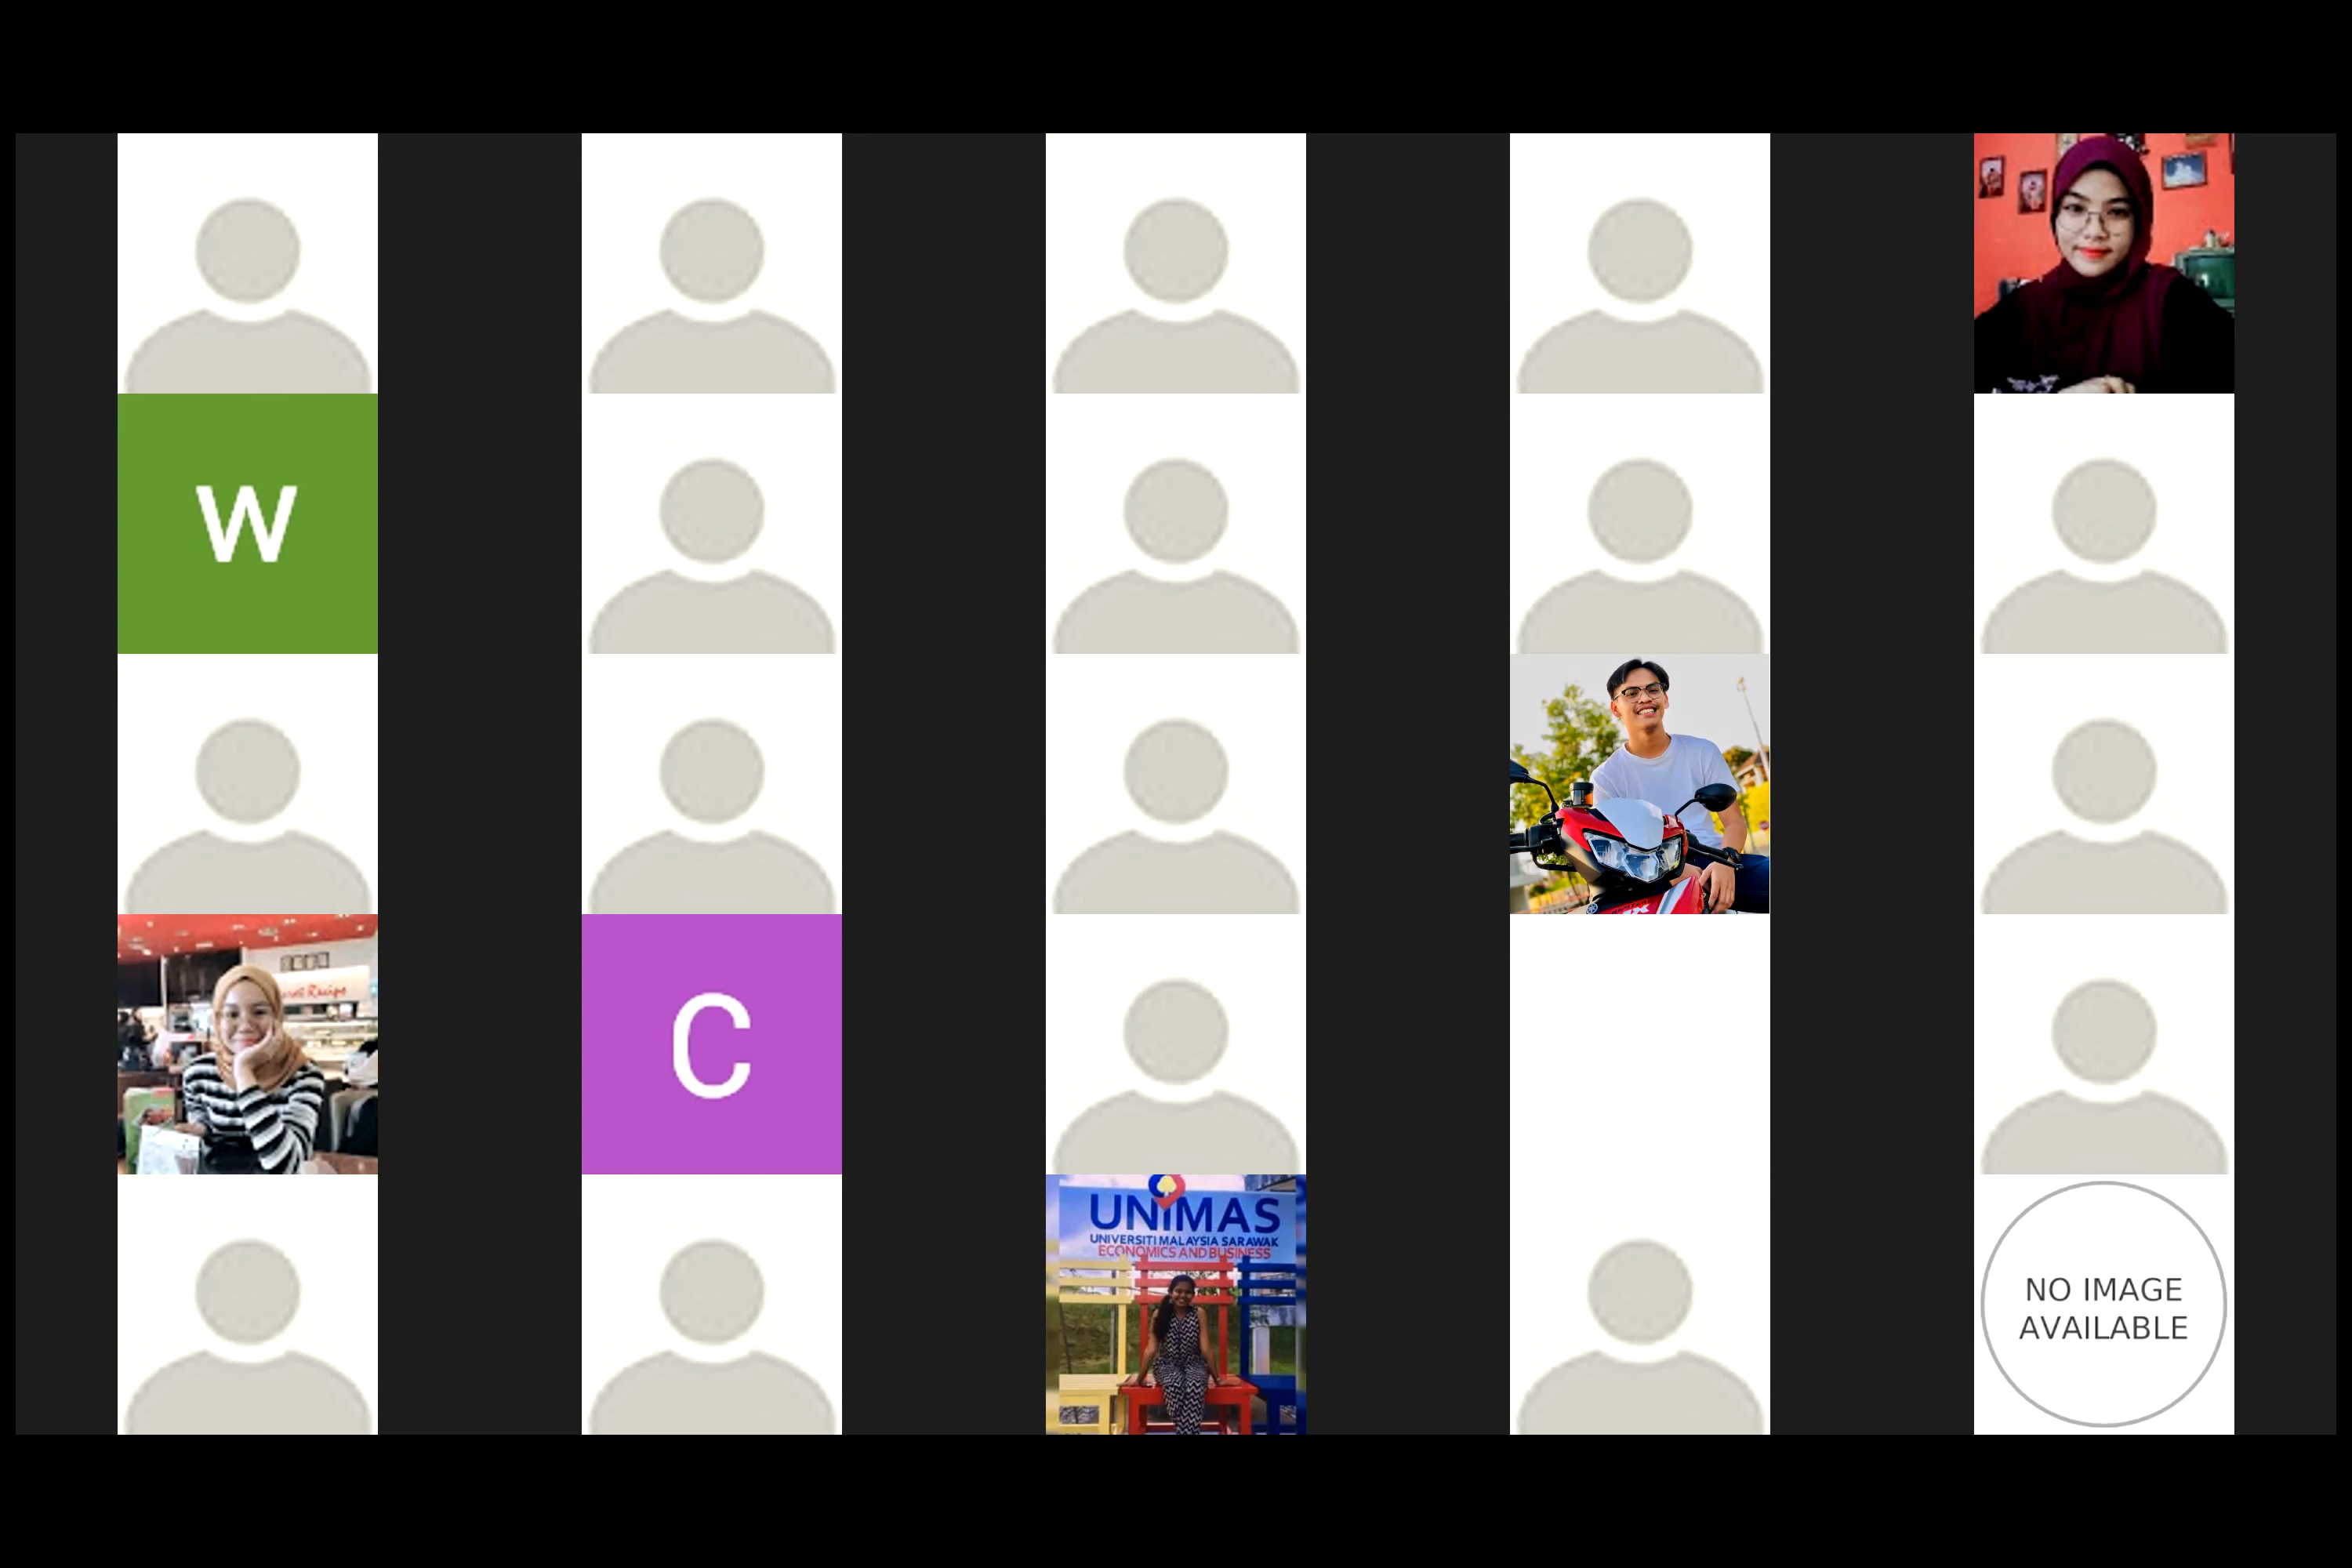 W
C
UNIMAS
UNIVERSITI MALAYSIA SARAWAK
ECONOMICS AND BUSINESS
NO IMAGE
AVAILABLE